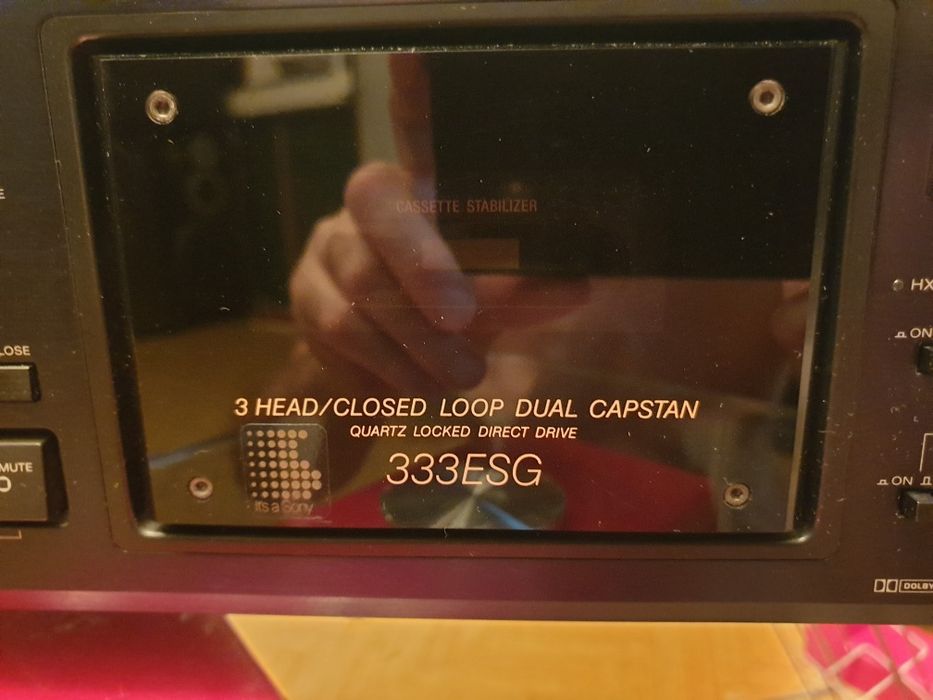 CASSETTE STABILIZER
HX
LOSE
ON
3 HEAD/CLOSED LOOP DUAL CAPSTAN
QUARTZ LOCKED DIRECT DRIVE
333ESG
MUTE
ON
It's a Sony
DOLBY